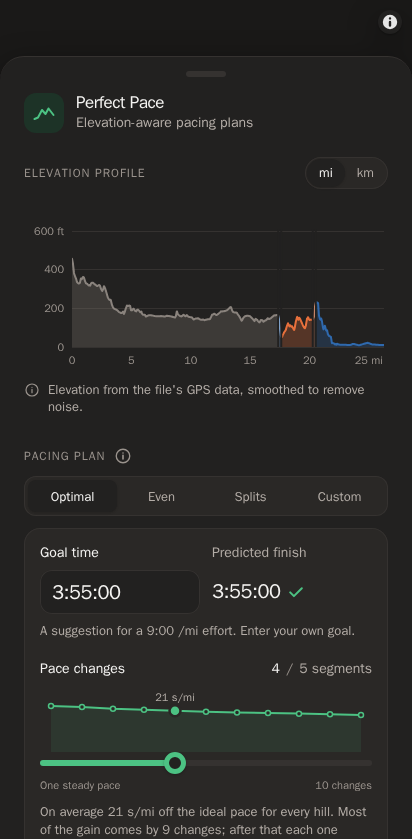 Perfect Pace
Elevation-aware pacing plans
ELEVATION PROFILE
mi km
600 ft
400
200
0
0 5 10 15 20 25 mi
Elevation from the file's GPS data, smoothed to remove
noise.
PACING PLAN
Optimal Even Splits Custom
Goal time Predicted finish
3:55:00 3:55:00
A suggestion for a 9:00 /mi effort. Enter your own goal.
Pace changes 4 / 5 segments
21 s/mi
One steady pace 10 changes
On average 21 s/mi off the ideal pace for every hill. Most
of the gain comes by 9 changes; after that each one